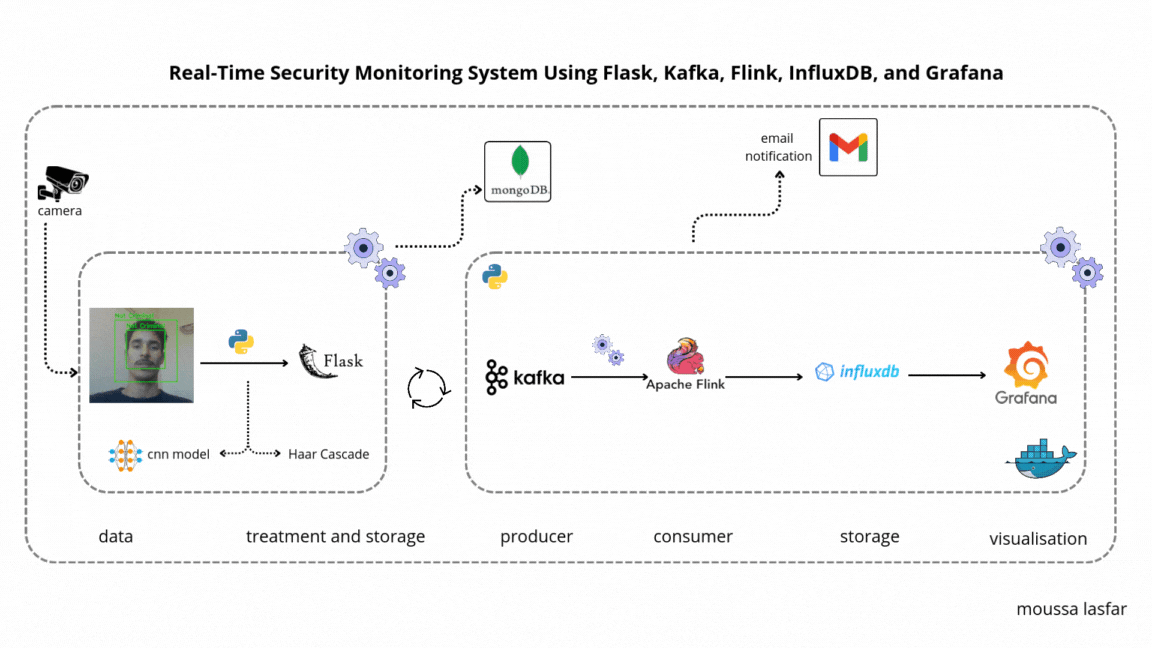 Real-Time Security Monitoring System Using Flask, Kafka, Flink, InfluxDB, and Grafana
email
notification
mongoDB.
camera
Flask
kafka
Apache Flink
influxdb
Grafana
cnn model
Haar Cascade
data
treatment and storage
producer
consumer
storage
visualisation
moussa lasfar